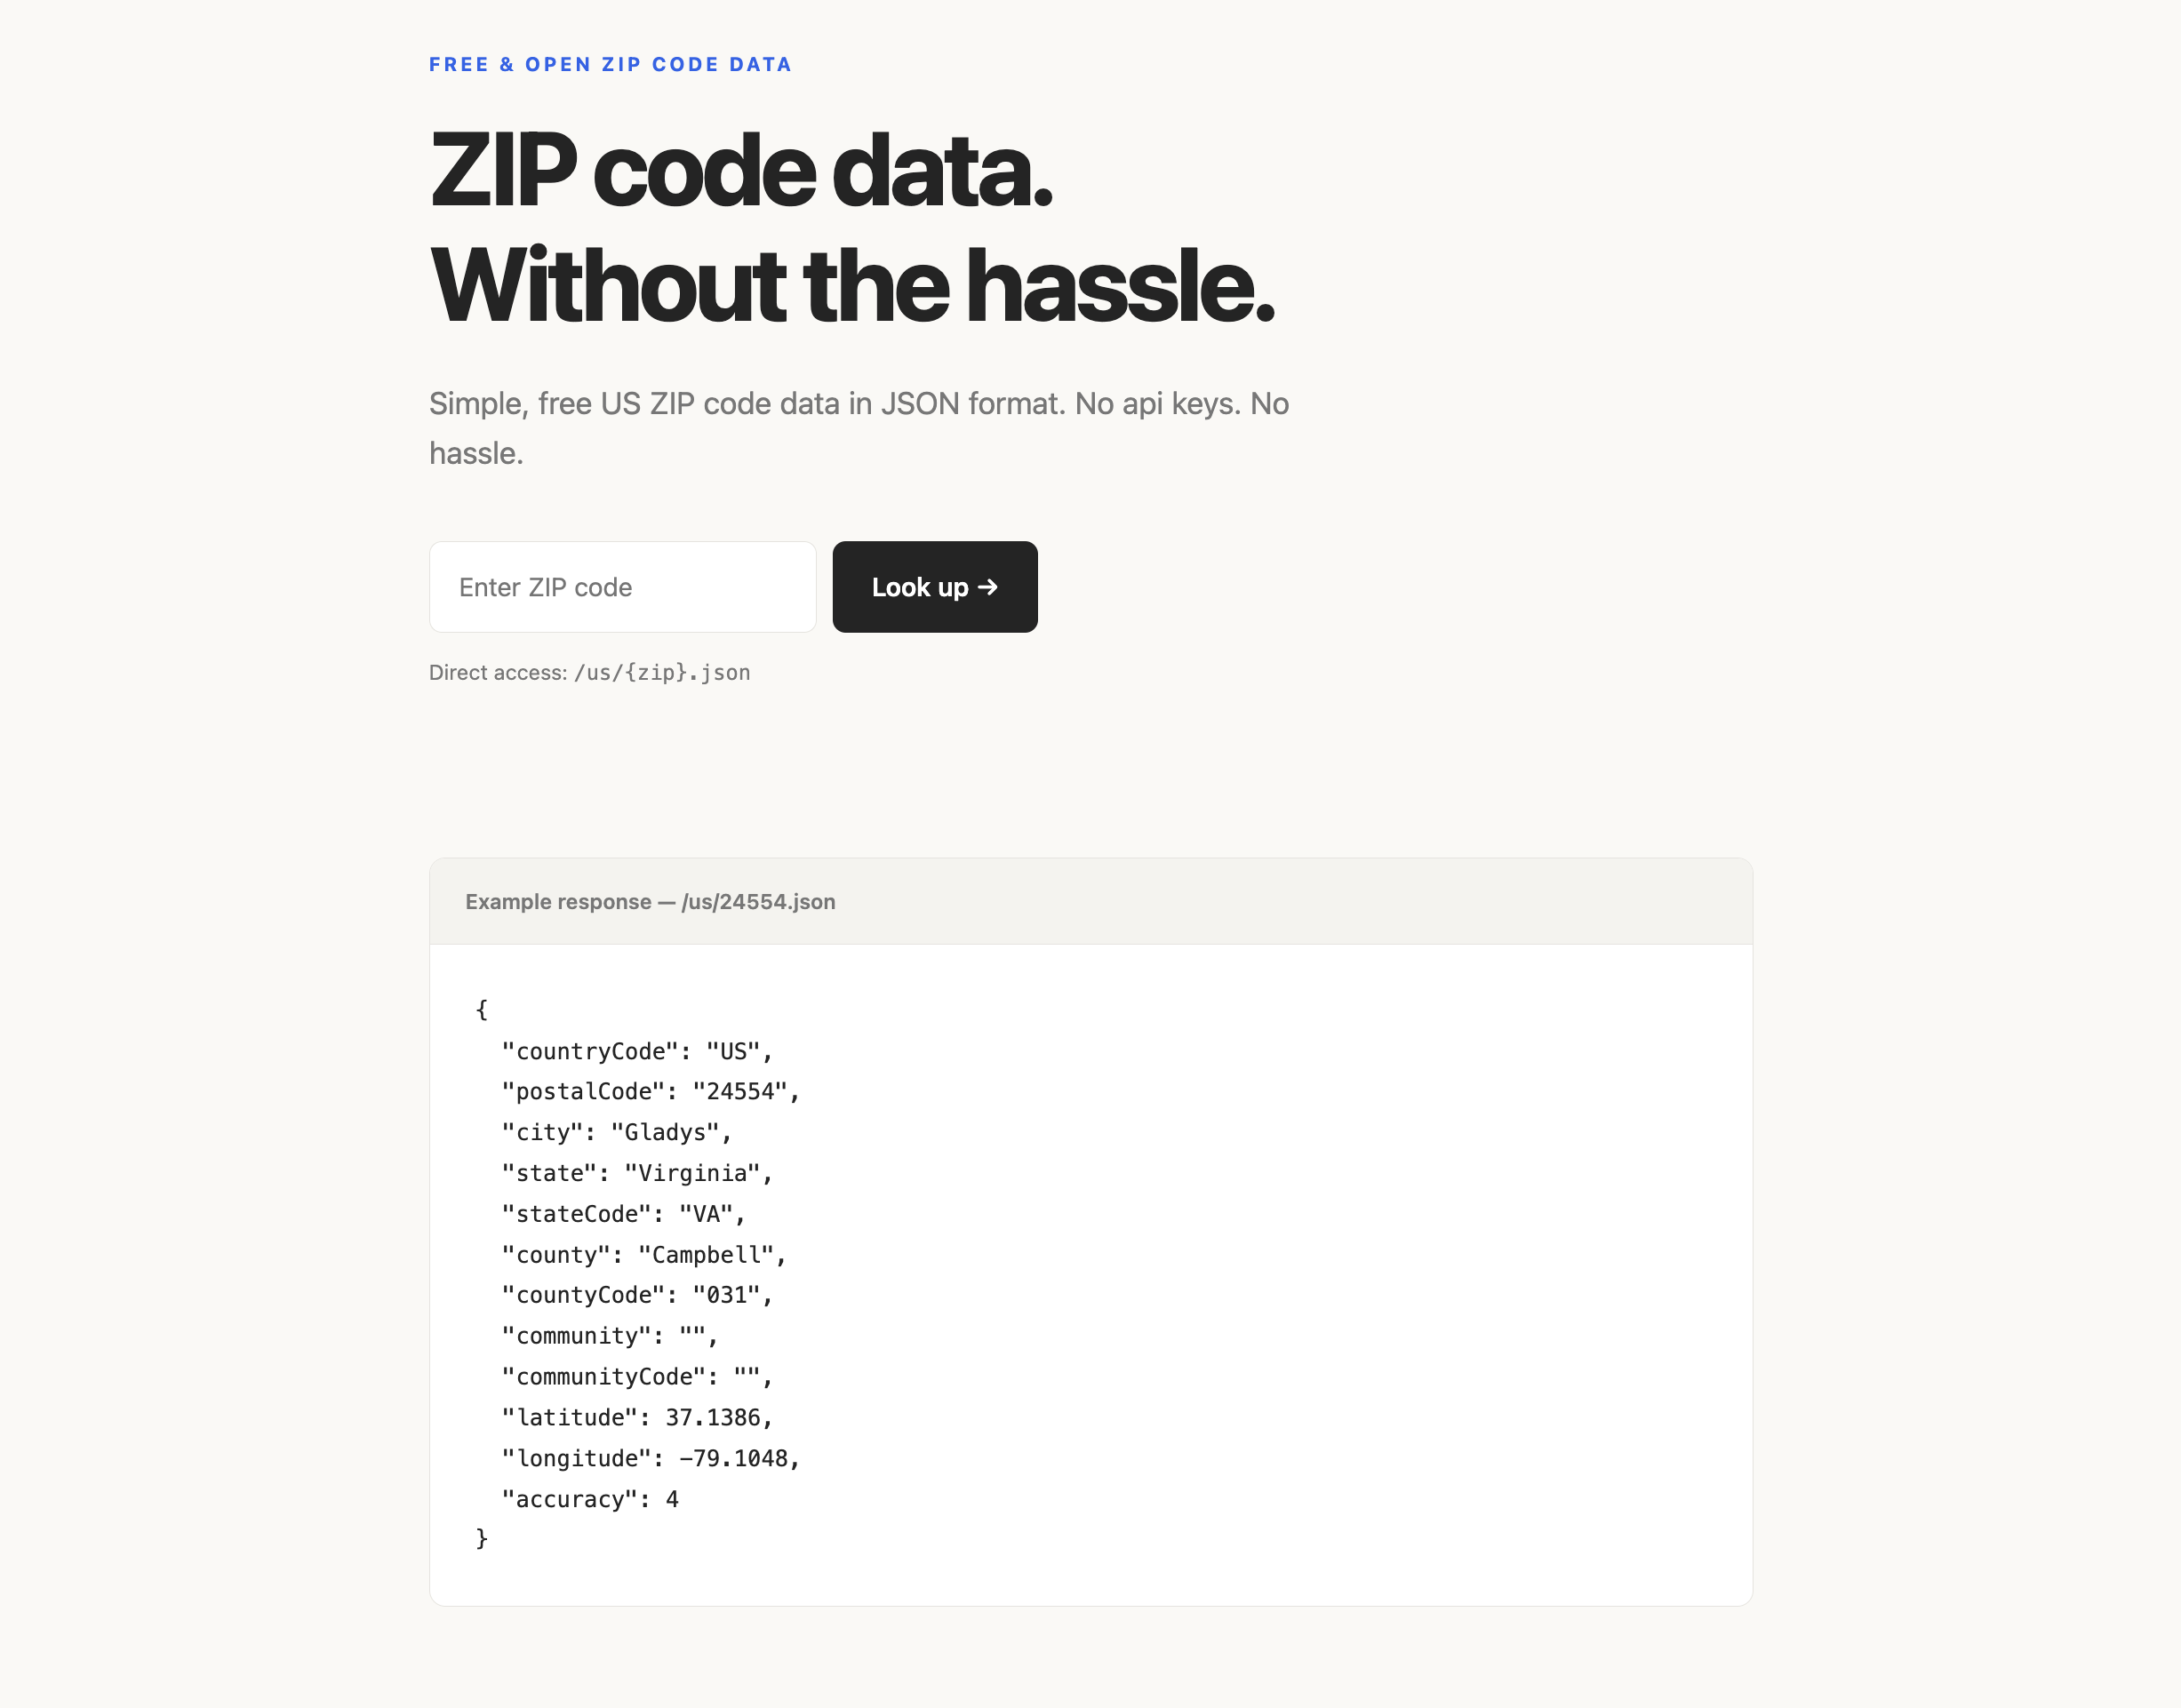 FREE & OPEN ZIP CODE DATA
ZIP code data.
Without the hassle.
Simple, free US ZIP code data in JSON format. No api keys. No
hassle.
Enter ZIP code
Look up →
Direct access: /us/{zip}.json
Example response — /us/24554.json
{
  "countryCode": "US",
  "postalCode": "24554",
  "city": "Gladys",
  "state": "Virginia",
  "stateCode": "VA",
  "county": "Campbell",
  "countyCode": "031",
  "community": "",
  "communityCode": "",
  "latitude": 37.1386,
  "longitude": -79.1048,
  "accuracy": 4
}